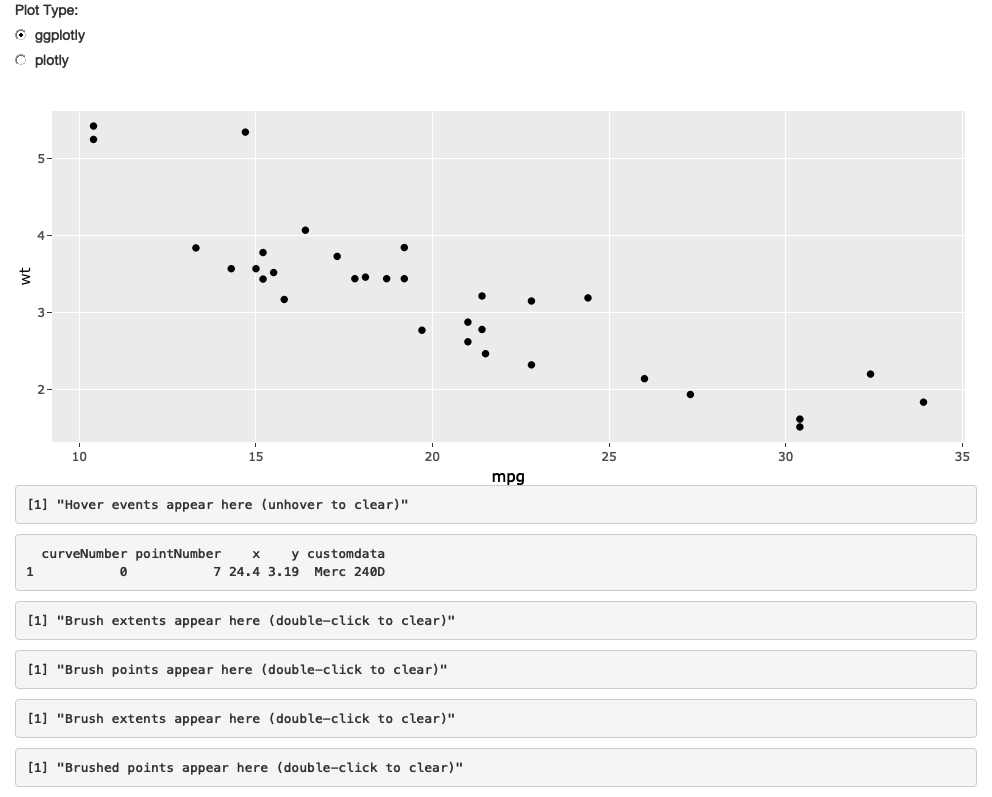 Plot Type:
ggplotly
plotly
5
4
3
2
wt
10 15 20 25 30 35
mpg
[1] "Hover events appear here (unhover to clear)"
curveNumber pointNumber x y customdata
1 0 7 24.4 3.19 Merc 240D
[1] "Brush extents appear here (double-click to clear)"
[1] "Brush points appear here (double-click to clear)"
[1] "Brush extents appear here (double-click to clear)"
[1] "Brushed points appear here (double-click to clear)"